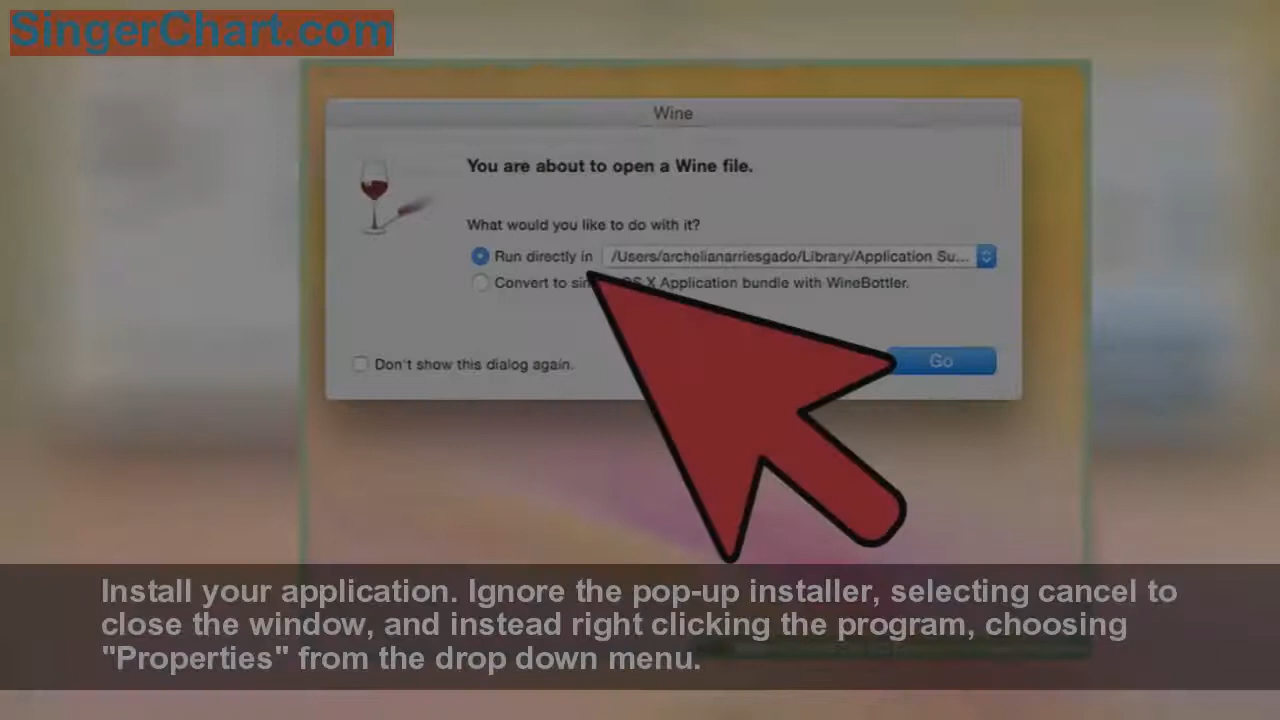 SingerChart.com
Wine
You are about to open a Wine file.
What would you like to do with it?
Run directly in /Users/archelianarriesgado/Library/Application Su...
Convert to sin OS X Application bundle with WineBottler.
Don't show this dialog again.
Go
Install your application. Ignore the pop-up installer, selecting cancel to
close the window, and instead right clicking the program, choosing
"Properties" from the drop down menu.